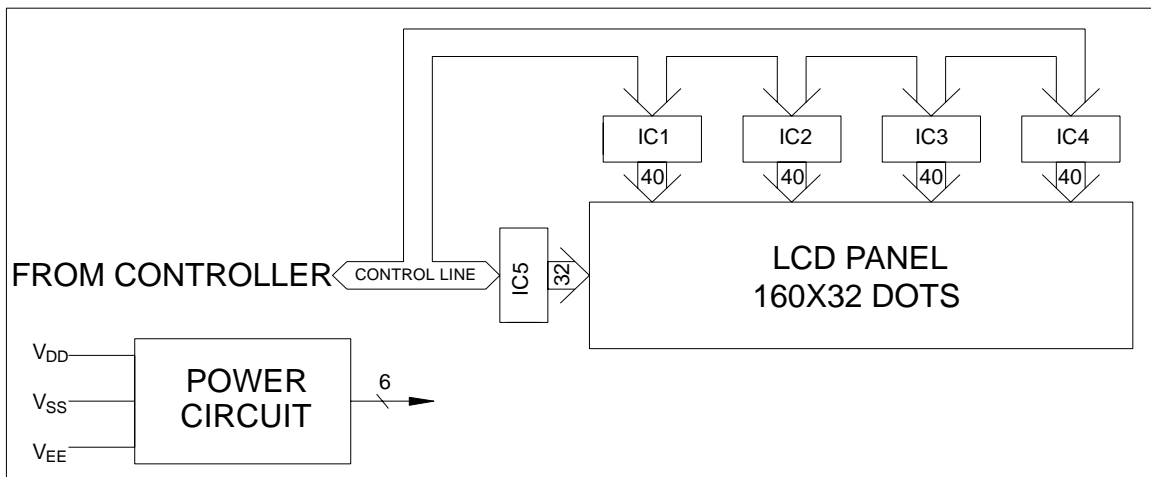 IC1 IC2 IC3 IC4
40 40 40 40
FROM CONTROLLER CONTROL LINE IC5 32
LCD PANEL
160X32 DOTS
VDD
VSS
VEE
POWER
CIRCUIT
6